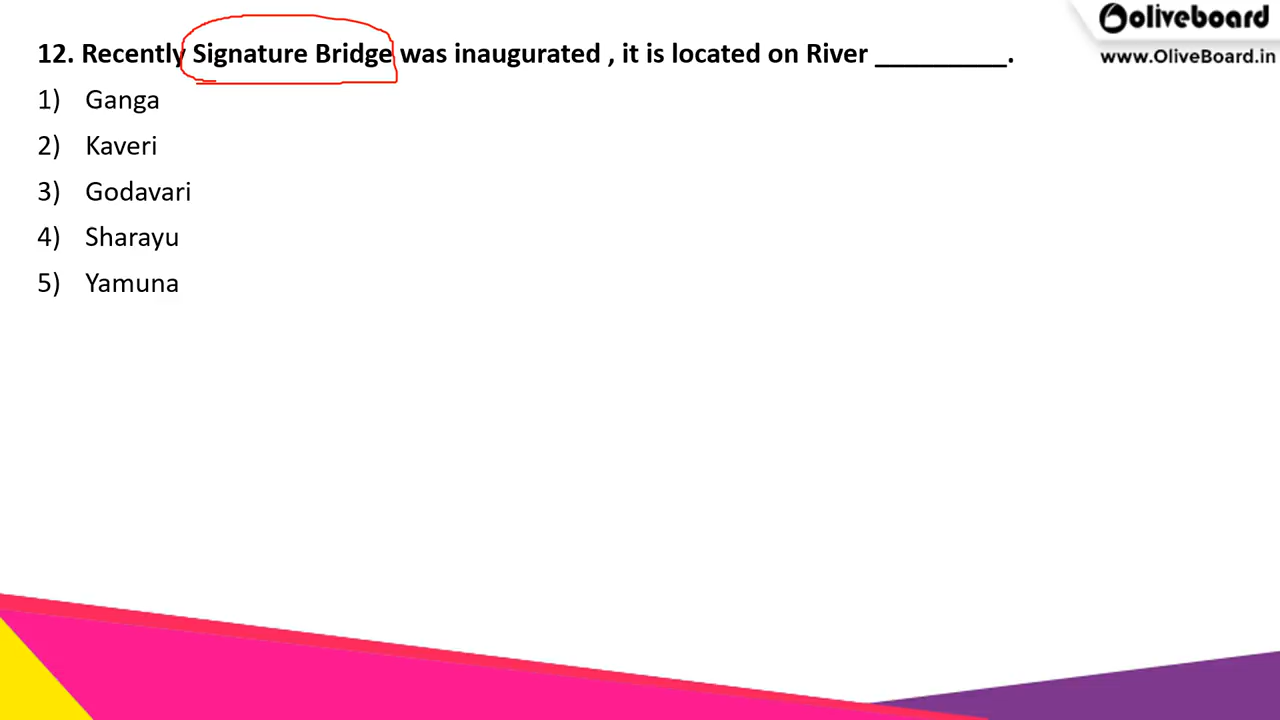 oliveboard
www.OliveBoard.in
12. Recently Signature Bridge was inaugurated , it is located on River _________.
1) Ganga
2) Kaveri
3) Godavari
4) Sharayu
5) Yamuna